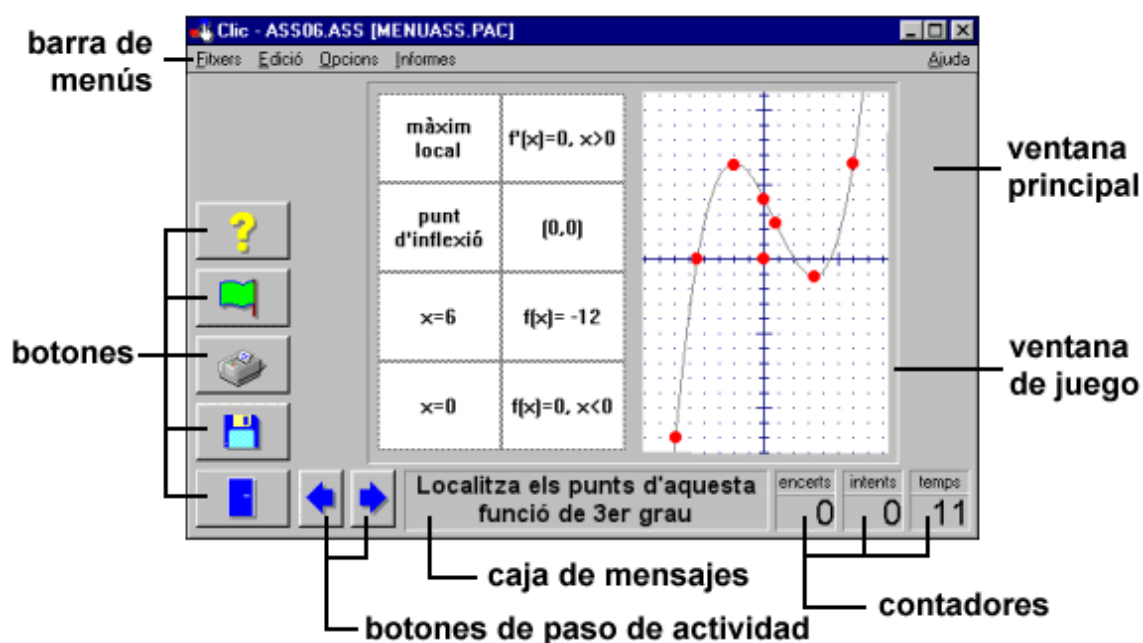 Clic - ASS06.ASS [MENUASS.PAC]
barra de
menús
Fitxers Edició Opcions Informes Ajuda
màxim
local
f'(x)=0, x>0
punt
d'inflexió
(0,0)
x=6
f(x)= -12
x=0
f(x)=0, x<0
ventana
principal
botones
ventana
de juego
Localitza els punts d'aquesta
funció de 3er grau
encerts intents temps
0 0 11
caja de mensajes
contadores
botones de paso de actividad